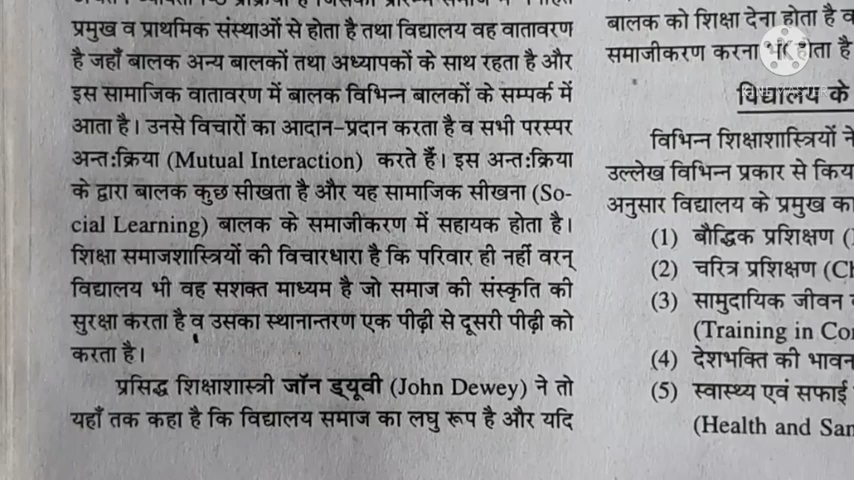 प्रमुख व प्राथमिक संस्थाओं से होता है तथा विद्यालय वह वातावरण
है जहाँ बालक अन्य बालकों तथा अध्यापकों के साथ रहता है और
इस सामाजिक वातावरण में बालक विभिन्न बालकों के सम्पर्क में
आता है। उनसे विचारों का आदान-प्रदान करता है व सभी परस्पर
अन्तःक्रिया (Mutual Interaction) करते हैं। इस अन्तःक्रिया
के द्वारा बालक कुछ सीखता है और यह सामाजिक सीखना (So-
cial Learning) बालक के समाजीकरण में सहायक होता है।
शिक्षा समाजशास्त्रियों की विचारधारा है कि परिवार ही नहीं वरन्
विद्यालय भी वह सशक्त माध्यम है जो समाज की संस्कृति की
सुरक्षा करता है व उसका स्थानान्तरण एक पीढ़ी से दूसरी पीढ़ी को
करता है।
प्रसिद्ध शिक्षाशास्त्री जॉन ड्यूवी (John Dewey) ने तो
यहाँ तक कहा है कि विद्यालय समाज का लघु रूप है और यदि
बालक को शिक्षा देना होता है व
समाजीकरण करना भी होता है
विद्यालय के
विभिन्न शिक्षाशास्त्रियों ने
उल्लेख विभिन्न प्रकार से किय
अनुसार विद्यालय के प्रमुख का
(1) बौद्धिक प्रशिक्षण (
(2) चरित्र प्रशिक्षण (Ch
(3) सामुदायिक जीवन
(Training in Co
(4) देशभक्ति की भावन
(5) स्वास्थ्य एवं सफाई
(Health and San